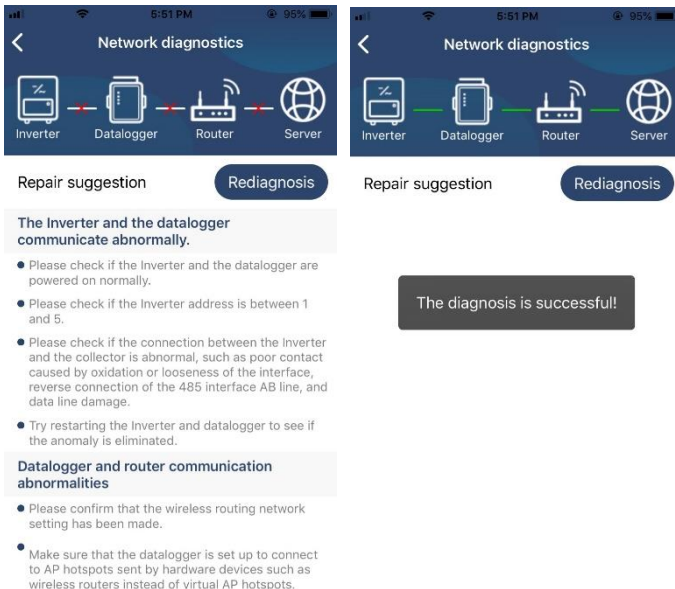 5:51 PM
95%
Network diagnostics
Inverter
Datalogger
Router
Server
Repair suggestion
Rediagnosis
The Inverter and the datalogger
communicate abnormally.
Please check if the Inverter and the datalogger are
powered on normally.
Please check if the Inverter address is between 1
and 5.
Please check if the connection between the Inverter
and the collector is abnormal, such as poor contact
caused by oxidation or looseness of the interface,
reverse connection of the 485 interface AB line, and
data line damage.
Try restarting the Inverter and datalogger to see if
the anomaly is eliminated.
Datalogger and router communication
abnormalities
Please confirm that the wireless routing network
setting has been made.
Make sure that the datalogger is set up to connect
to AP hotspots sent by hardware devices such as
wireless routers instead of virtual AP hotspots.
5:51 PM
95%
Network diagnostics
Inverter
Datalogger
Router
Server
Repair suggestion
Rediagnosis
The diagnosis is successful!